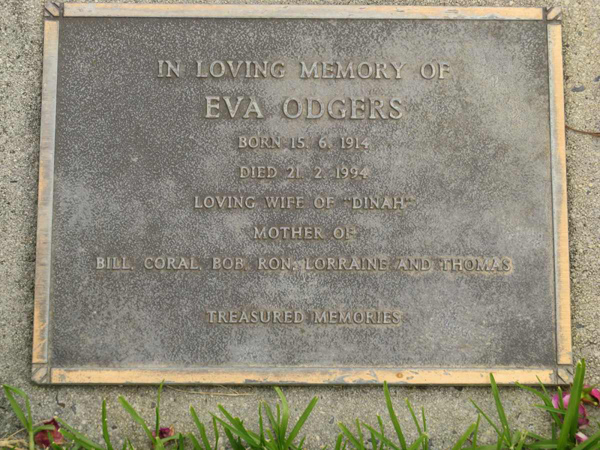 IN LOVING MEMORY OF
EVA ODGERS
BORN 15. 6. 1914
DIED 21. 2. 1994
LOVING WIFE OF "DINAH"
MOTHER OF
BILL, CORAL, BOB, RON, LORRAINE AND THOMAS
TREASURED MEMORIES